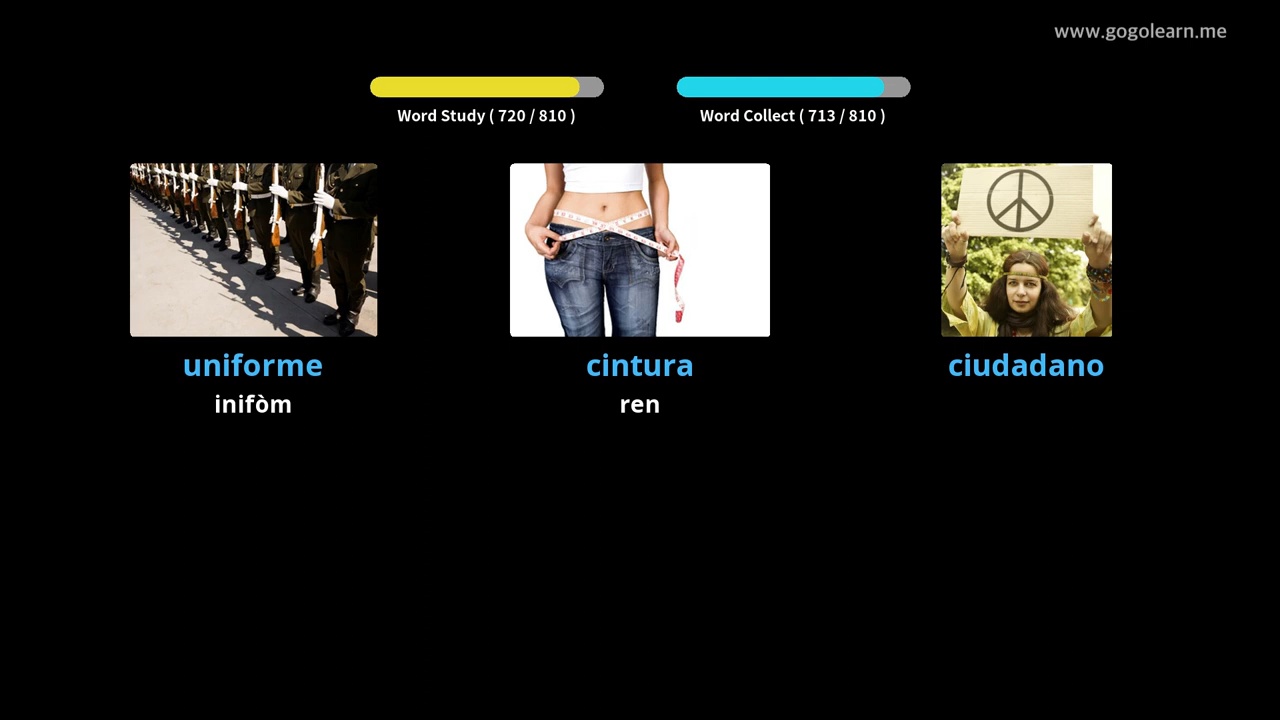 www.gogolearn.me
Word Study ( 720 / 810 )
Word Collect ( 713 / 810 )
uniforme
cintura
ciudadano
inifòm
ren